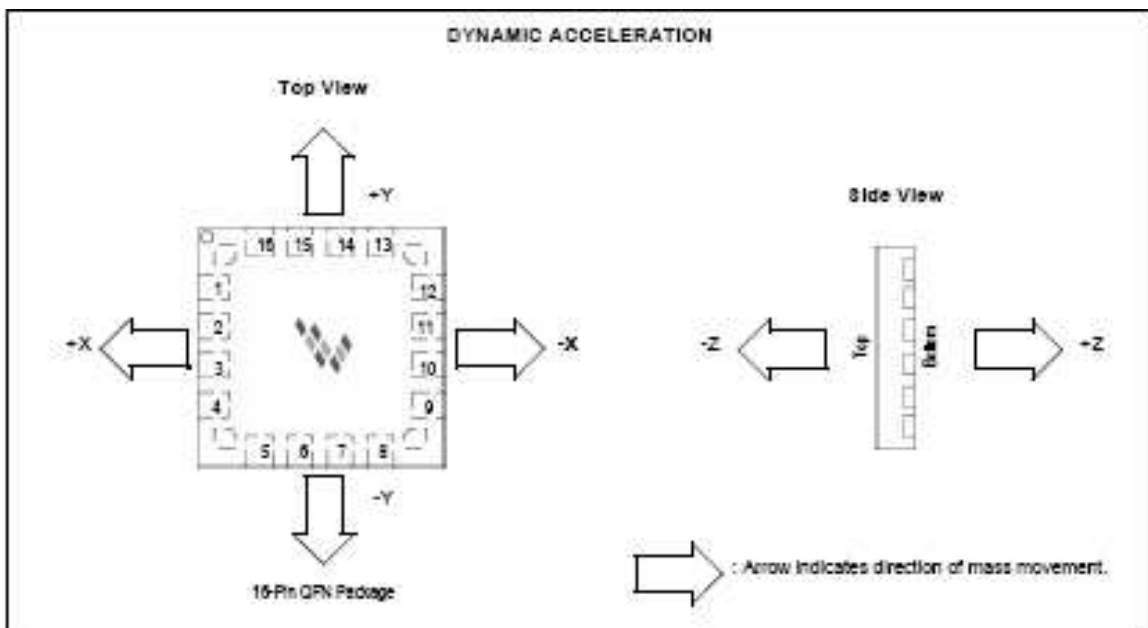 DYNAMIC ACCELERATION
Top View
+Y
Side View
16 15 14 13
1
2
3
4
12
11
10
9
+X
-X
-Z
Top
Bottom
+Z
5 6 7 8
-Y
16-Pin QFN Package
: Arrow indicates direction of mass movement.